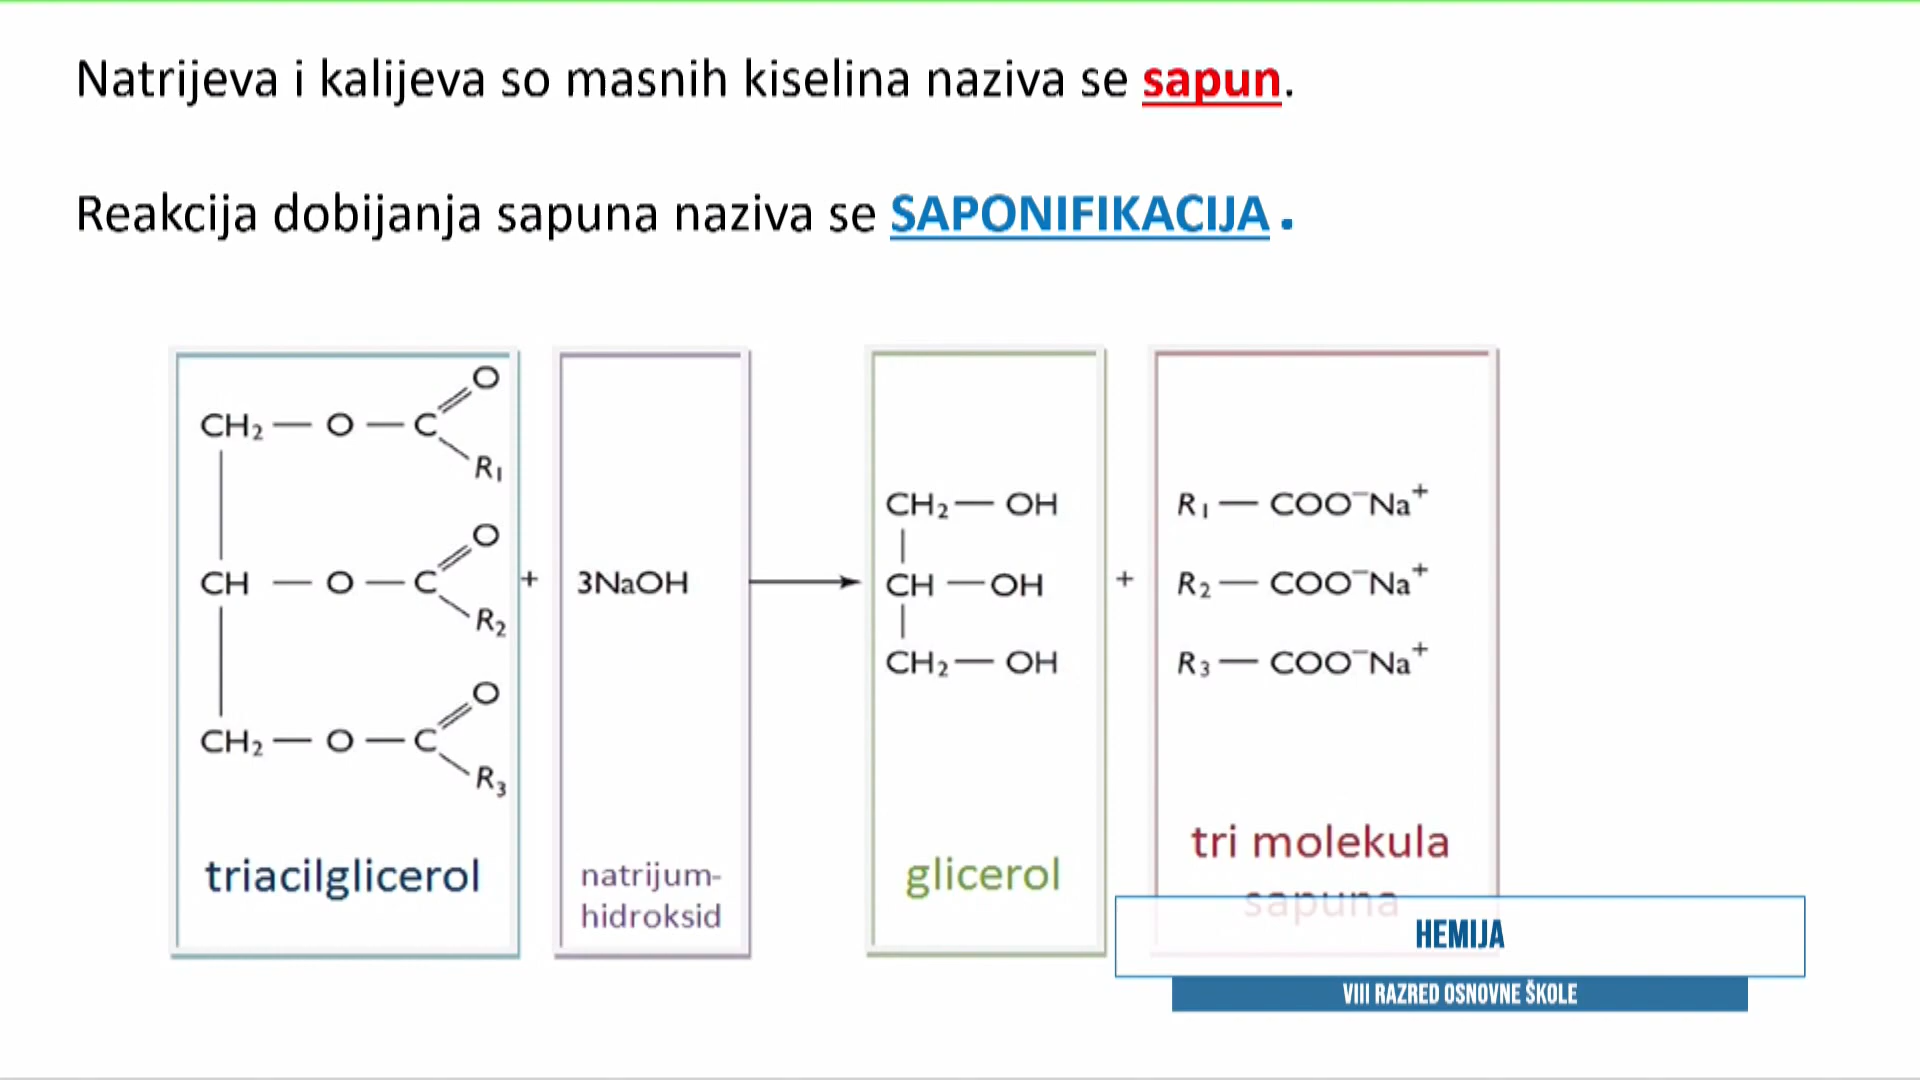 Natrijeva i kalijeva so masnih kiselina naziva se sapun.
Reakcija dobijanja sapuna naziva se SAPONIFIKACIJA.
CH₂ — O — C
O
R₁
CH — O — C
O
R₂
CH₂ — O — C
O
R₃
triacilglicerol
+
3NaOH
natrijum-
hidroksid
CH₂ — OH
CH — OH
CH₂ — OH
glicerol
+
R₁ — COO⁻Na⁺
R₂ — COO⁻Na⁺
R₃ — COO⁻Na⁺
tri molekula
sapuna
HEMIJA
VIII RAZRED OSNOVNE ŠKOLE